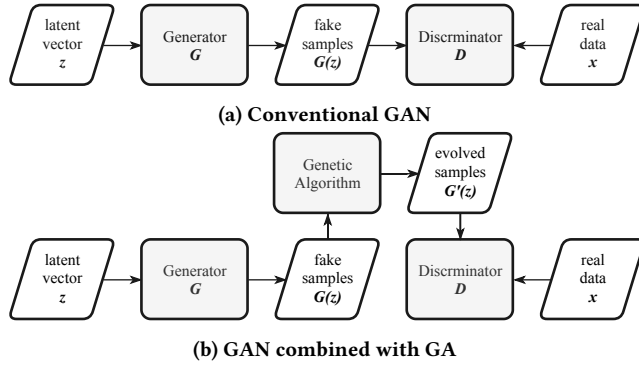 latent
vector
z
Generator
G
fake
samples
G(z)
Discrminator
D
real
data
x
(a) Conventional GAN
Genetic
Algorithm
evolved
samples
G'(z)
latent
vector
z
Generator
G
fake
samples
G(z)
Discrminator
D
real
data
x
(b) GAN combined with GA